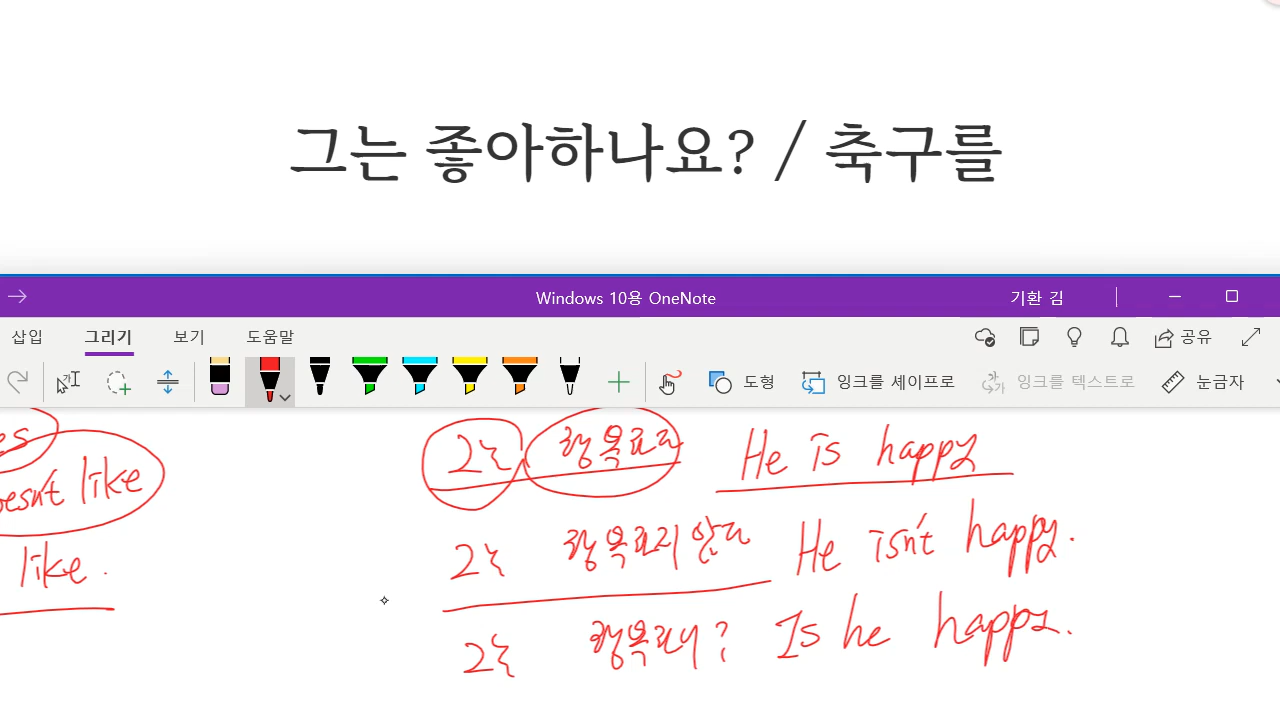 그는 좋아하나요? / 축구를
Windows 10용 OneNote 기환 김
삽입 그리기 보기 도움말 공유
가 도형 잉크를 셰이프로 가 잉크를 텍스트로 눈금자
es 그는 행복하다 He is happy
oesn't like
그는 행복하지 않다 He isn't happy.
like.
그는 행복하니? Is he happy.